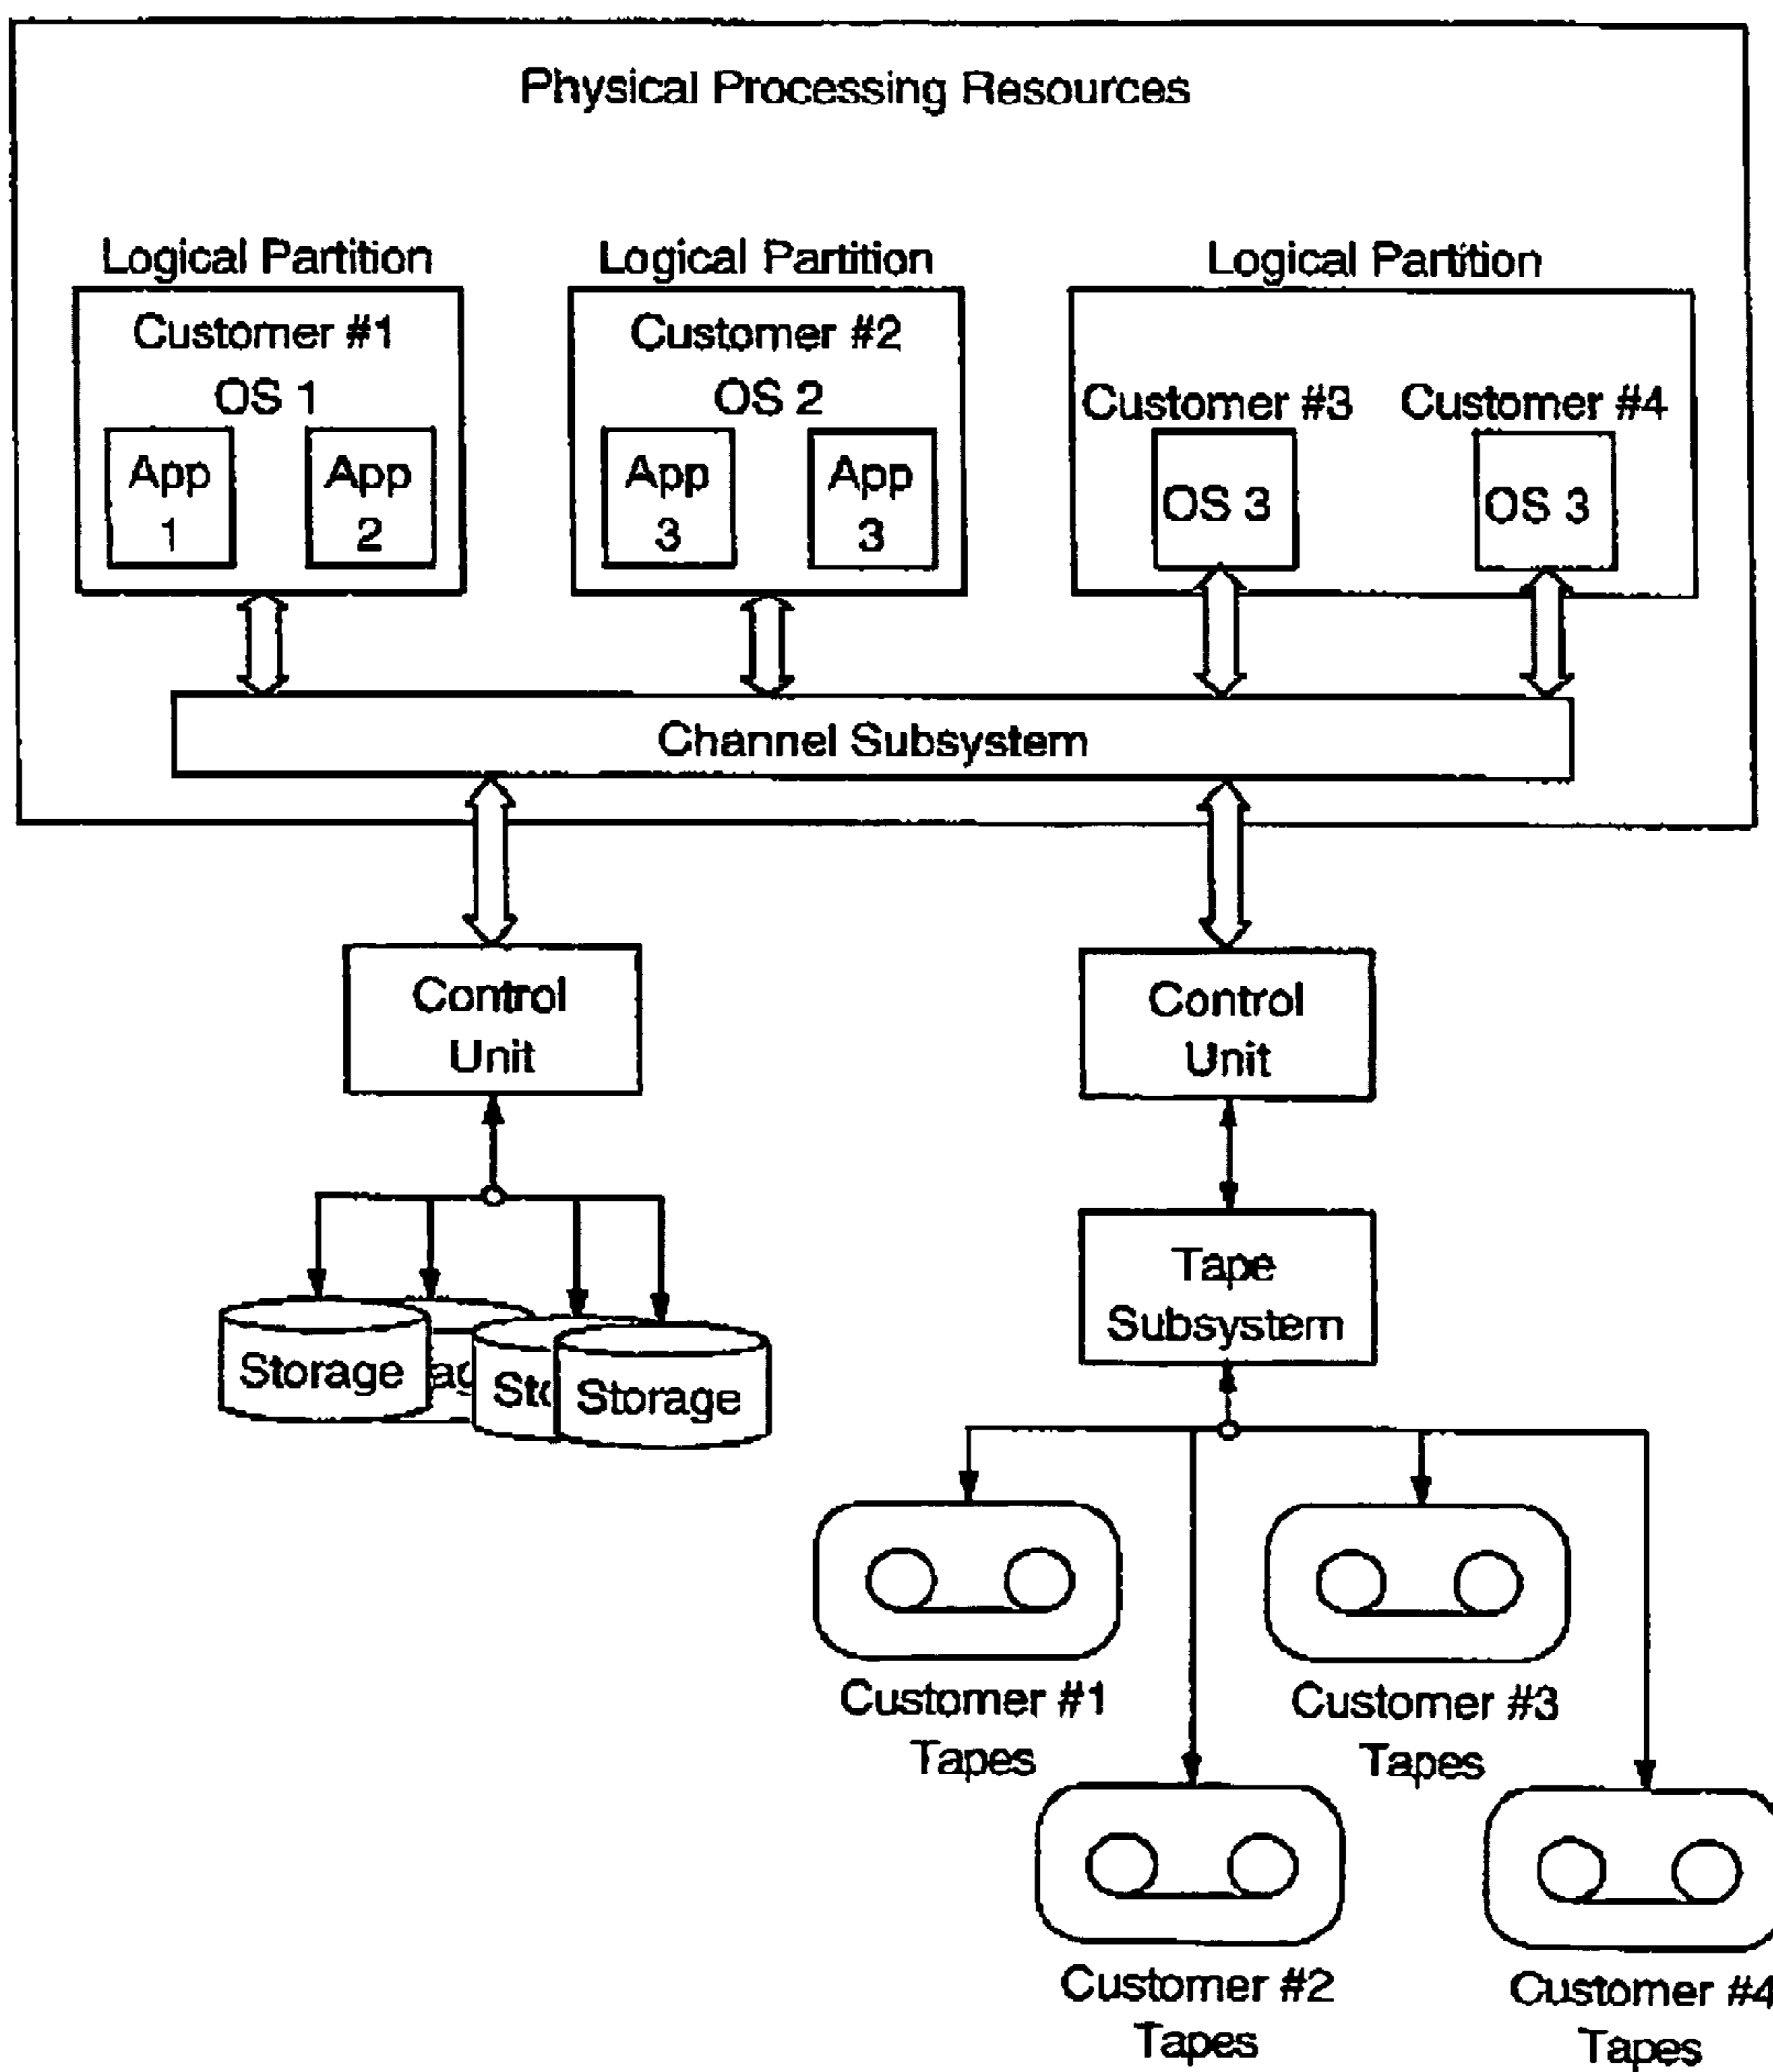 Physical Processing Resources
Logical Partition
Customer #1
OS 1
App
1
App
2
Logical Partition
Customer #2
OS 2
App
3
App
3
Logical Partition
Customer #3
OS 3
Customer #4
OS 3
Channel Subsystem
Control
Unit
Control
Unit
Storage
Storage
Tape
Subsystem
Customer #1
Tapes
Customer #3
Tapes
Customer #2
Tapes
Customer #4
Tapes